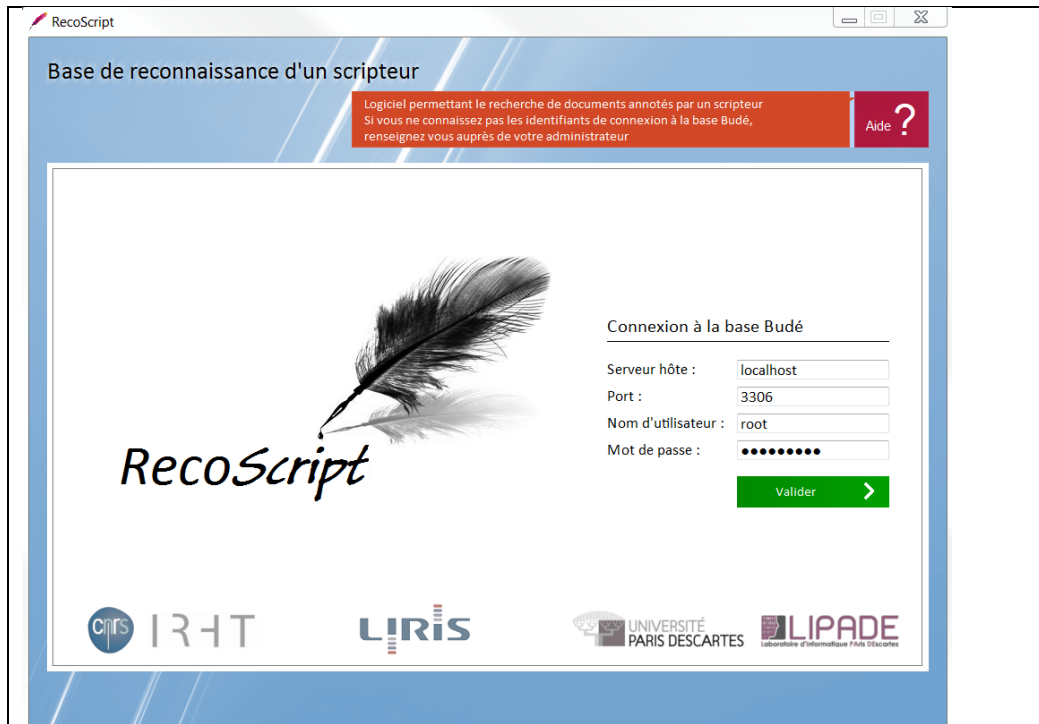 RecoScript
Base de reconnaissance d'un scripteur
Logiciel permettant le recherche de documents annotés par un scripteur
Si vous ne connaissez pas les identifiants de connexion à la base Budé,
renseignez vous auprès de votre administrateur
Aide ?
Connexion à la base Budé
Serveur hôte : localhost
Port : 3306
Nom d'utilisateur : root
Mot de passe : ●●●●●●●●●
Valider
RecoScript
cnrs IRHT
LIRIS
UNIVERSITÉ
PARIS DESCARTES
LIPADE
Laboratoire d'Informatique PAris DEscartes